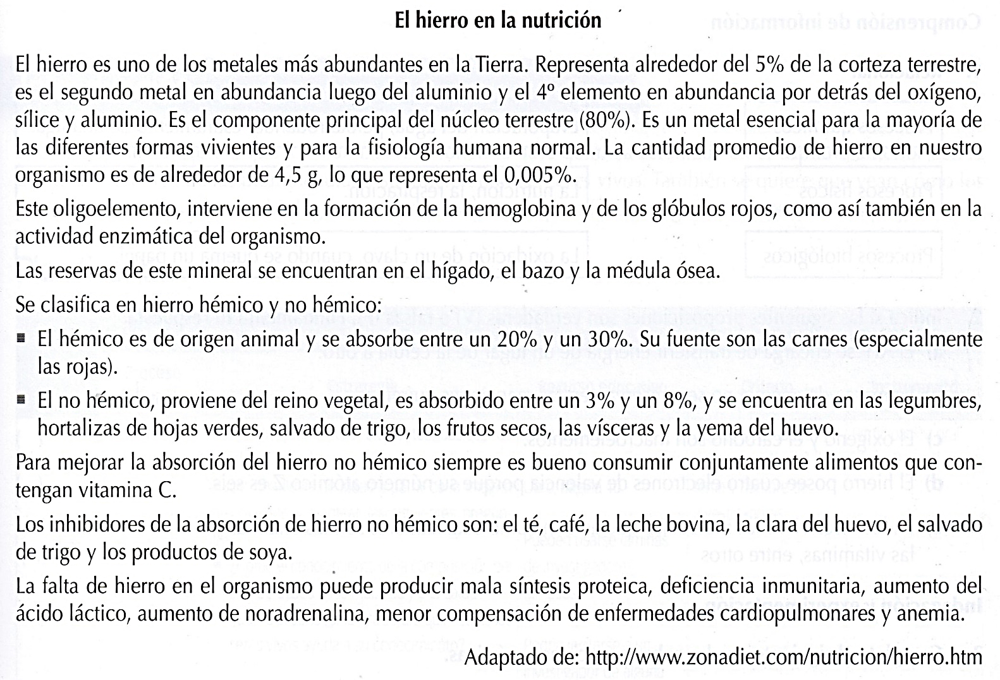 El hierro en la nutrición
El hierro es uno de los metales más abundantes en la Tierra. Representa alrededor del 5% de la corteza terrestre,
es el segundo metal en abundancia luego del aluminio y el 4º elemento en abundancia por detrás del oxígeno,
sílice y aluminio. Es el componente principal del núcleo terrestre (80%). Es un metal esencial para la mayoría de
las diferentes formas vivientes y para la fisiología humana normal. La cantidad promedio de hierro en nuestro
organismo es de alrededor de 4,5 g, lo que representa el 0,005%.
Este oligoelemento, interviene en la formación de la hemoglobina y de los glóbulos rojos, como así también en la
actividad enzimática del organismo.
Las reservas de este mineral se encuentran en el hígado, el bazo y la médula ósea.
Se clasifica en hierro hémico y no hémico:
▪ El hémico es de origen animal y se absorbe entre un 20% y un 30%. Su fuente son las carnes (especialmente
las rojas).
▪ El no hémico, proviene del reino vegetal, es absorbido entre un 3% y un 8%, y se encuentra en las legumbres,
hortalizas de hojas verdes, salvado de trigo, los frutos secos, las vísceras y la yema del huevo.
Para mejorar la absorción del hierro no hémico siempre es bueno consumir conjuntamente alimentos que con-
tengan vitamina C.
Los inhibidores de la absorción de hierro no hémico son: el té, café, la leche bovina, la clara del huevo, el salvado
de trigo y los productos de soya.
La falta de hierro en el organismo puede producir mala síntesis proteica, deficiencia inmunitaria, aumento del
ácido láctico, aumento de noradrenalina, menor compensación de enfermedades cardiopulmonares y anemia.
Adaptado de: http://www.zonadiet.com/nutricion/hierro.htm